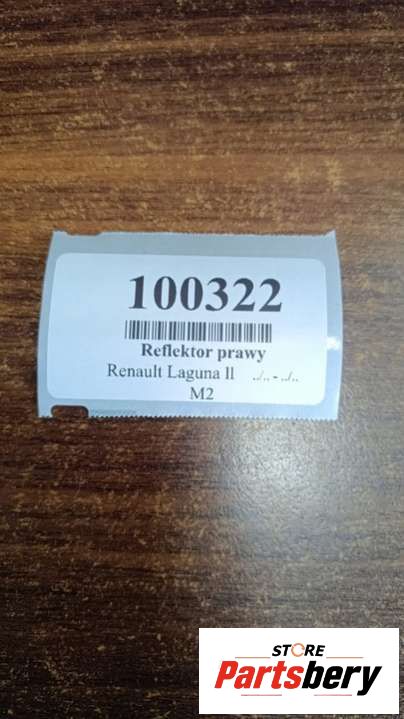 100322
Reflektor prawy
Renault Laguna II ../.. - ../..
M2
STORE
Partsbery